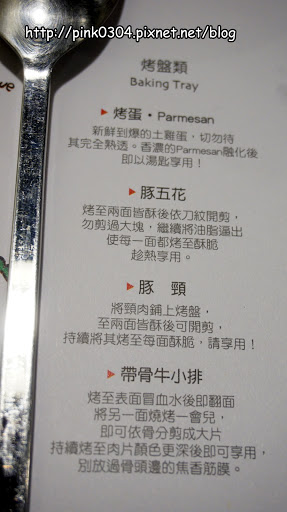 http://pink0304.pixnet.net/blog
烤盤類
Baking Tray
烤蛋・Parmesan
新鮮到爆的土雞蛋，切勿待
其完全熟透。香濃的Parmesan融化後
即以湯匙享用！
豚五花
烤至兩面皆酥後依刀紋開剪，
勿剪過大塊，繼續將油脂逼出
使每一面都烤至酥脆
趁熱享用。
豚 頸
將頸肉鋪上烤盤，
至兩面皆酥後可開剪，
持續將其烤至每面酥脆，請享用！
帶骨牛小排
烤至表面冒血水後即翻面
將另一面燒烤一會兒，
即可依骨分剪成大片
持續烤至肉片顏色更深後即可享用，
別放過骨頭邊的焦香筋膜。